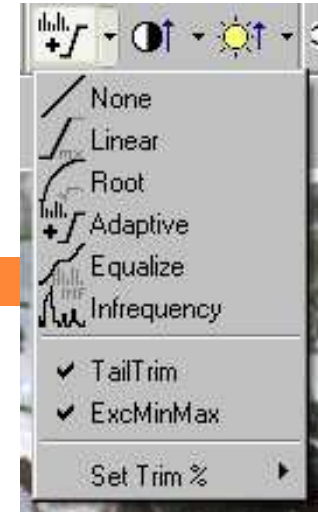 None
Linear
Root
Adaptive
Equalize
Infrequency
TailTrim
ExcMinMax
Set Trim %